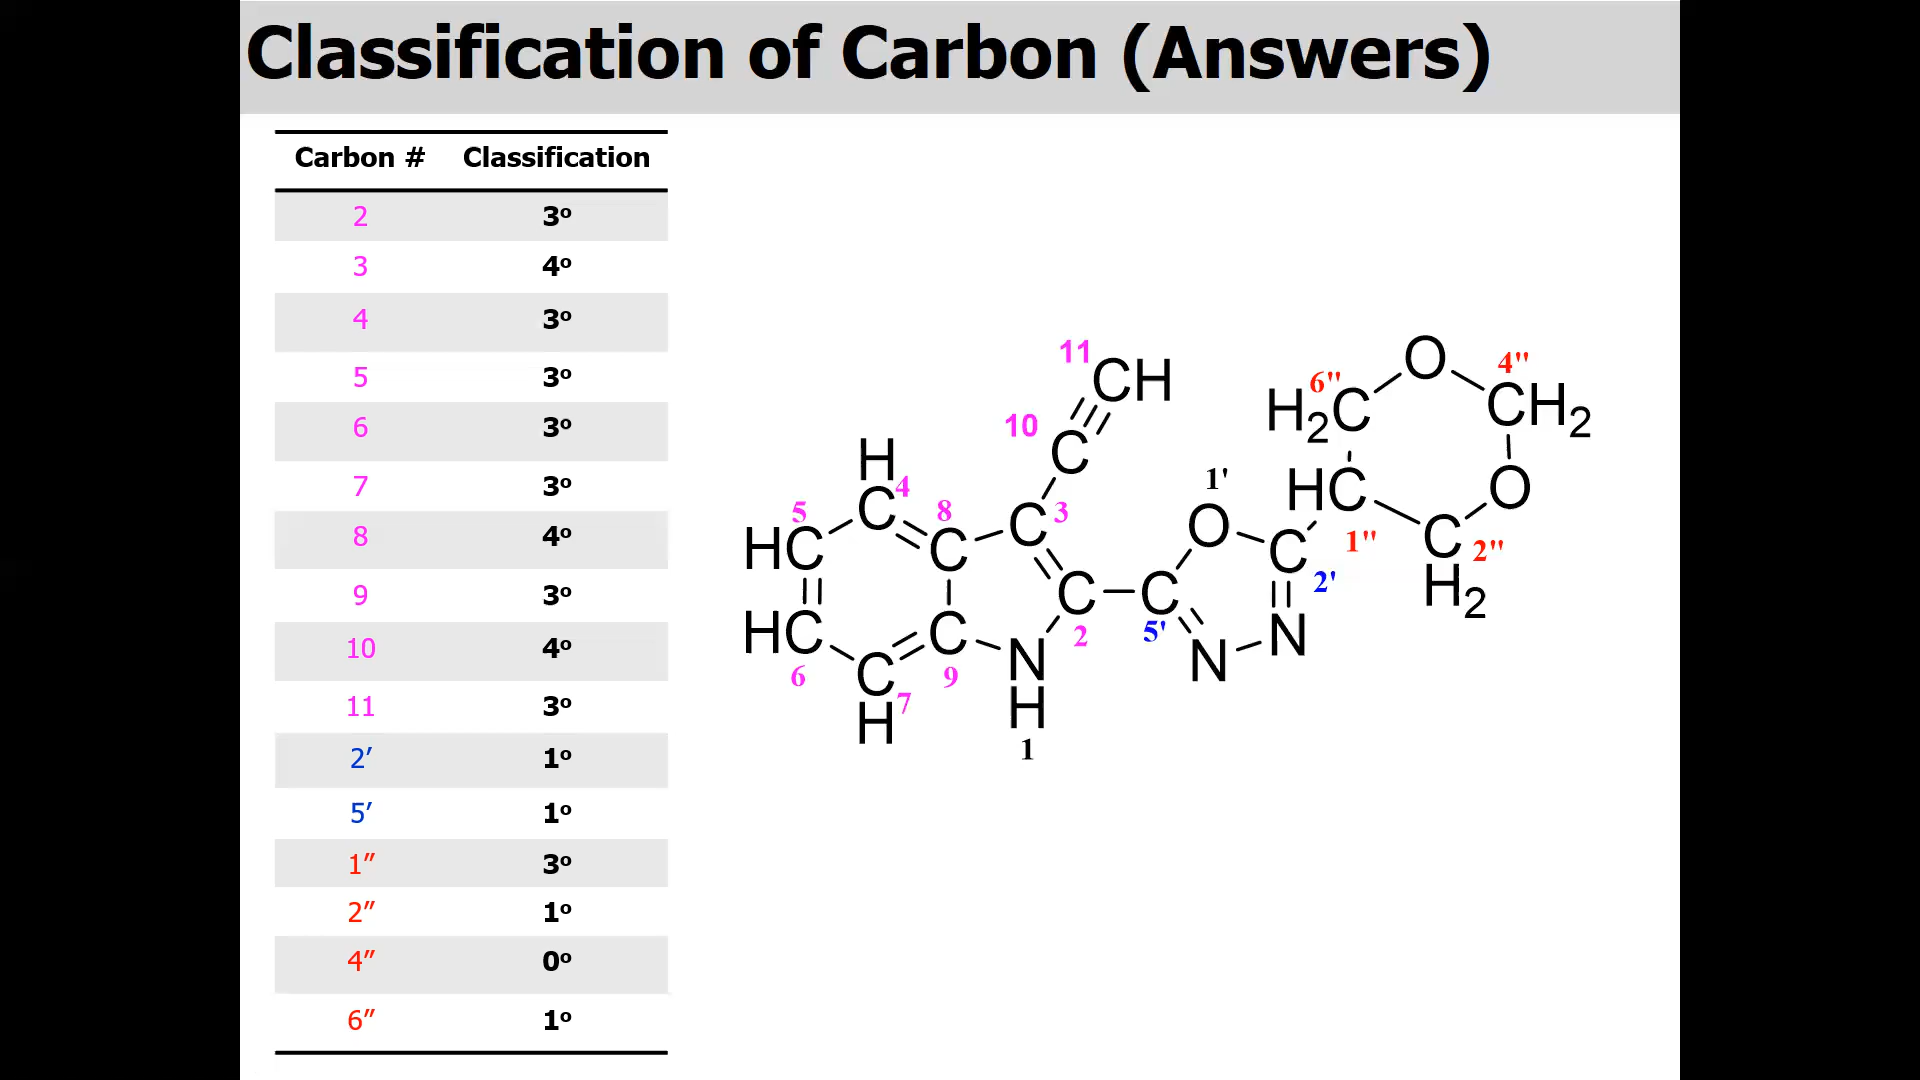 Classification of Carbon (Answers)
Carbon # Classification
2 3º
3 4º
4 3º
5 3º
6 3º
7 3º
8 4º
9 3º
10 4º
11 3º
2′ 1º
5′ 1º
1″ 3º
2″ 1º
4″ 0º
6″ 1º
O
4"
6"
H2C
CH2
11
CH
10
C
H
4
C
5
HC
8
C
3
C
1'
O
HC
O
1"
C
2"
H2
C
2'
C
5'
C
2
HC
6
C
9
N
H
1
N
N
C
7
H